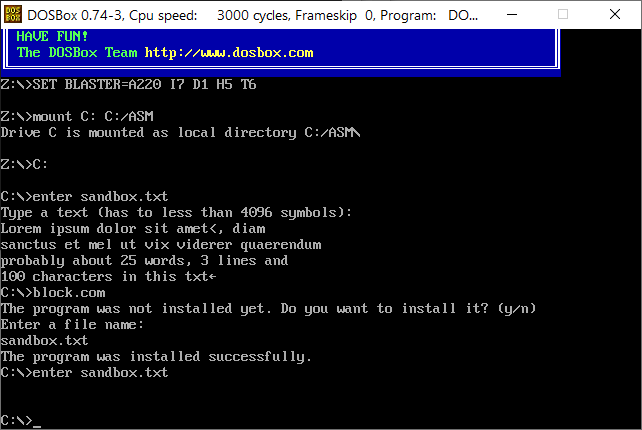 DOSBox 0.74-3, Cpu speed:    3000 cycles, Frameskip  0, Program:   DO...
HAVE FUN!
The DOSBox Team http://www.dosbox.com
Z:\>SET BLASTER=A220 I7 D1 H5 T6
Z:\>mount C: C:/ASM
Drive C is mounted as local directory C:/ASM\
Z:\>C:
C:\>enter sandbox.txt
Type a text (has to less than 4096 symbols):
Lorem ipsum dolor sit amet<, diam
sanctus et mel ut vix viderer quaerendum
probably about 25 words, 3 lines and
100 characters in this txt←
C:\>block.com
The program was not installed yet. Do you want to install it? (y/n)
Enter a file name:
sandbox.txt
The program was installed successfully.
C:\>enter sandbox.txt
C:\>_